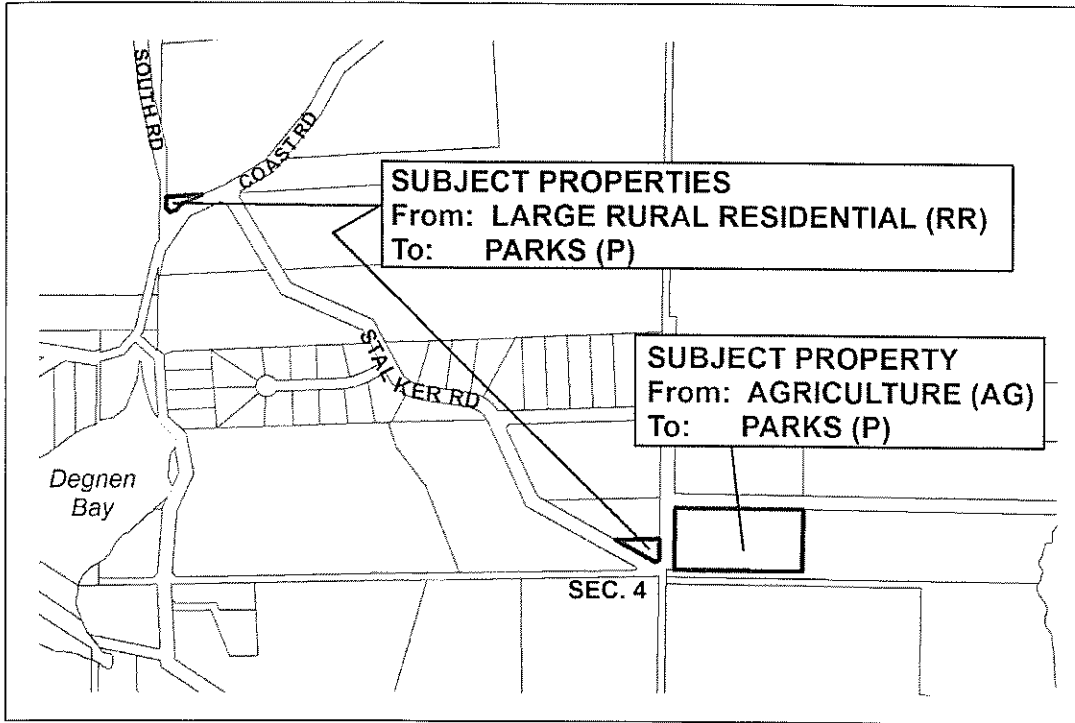 SOUTH RD
COAST RD
SUBJECT PROPERTIES
From: LARGE RURAL RESIDENTIAL (RR)
To: PARKS (P)
STALKER RD
SUBJECT PROPERTY
From: AGRICULTURE (AG)
To: PARKS (P)
Degnen
Bay
SEC. 4